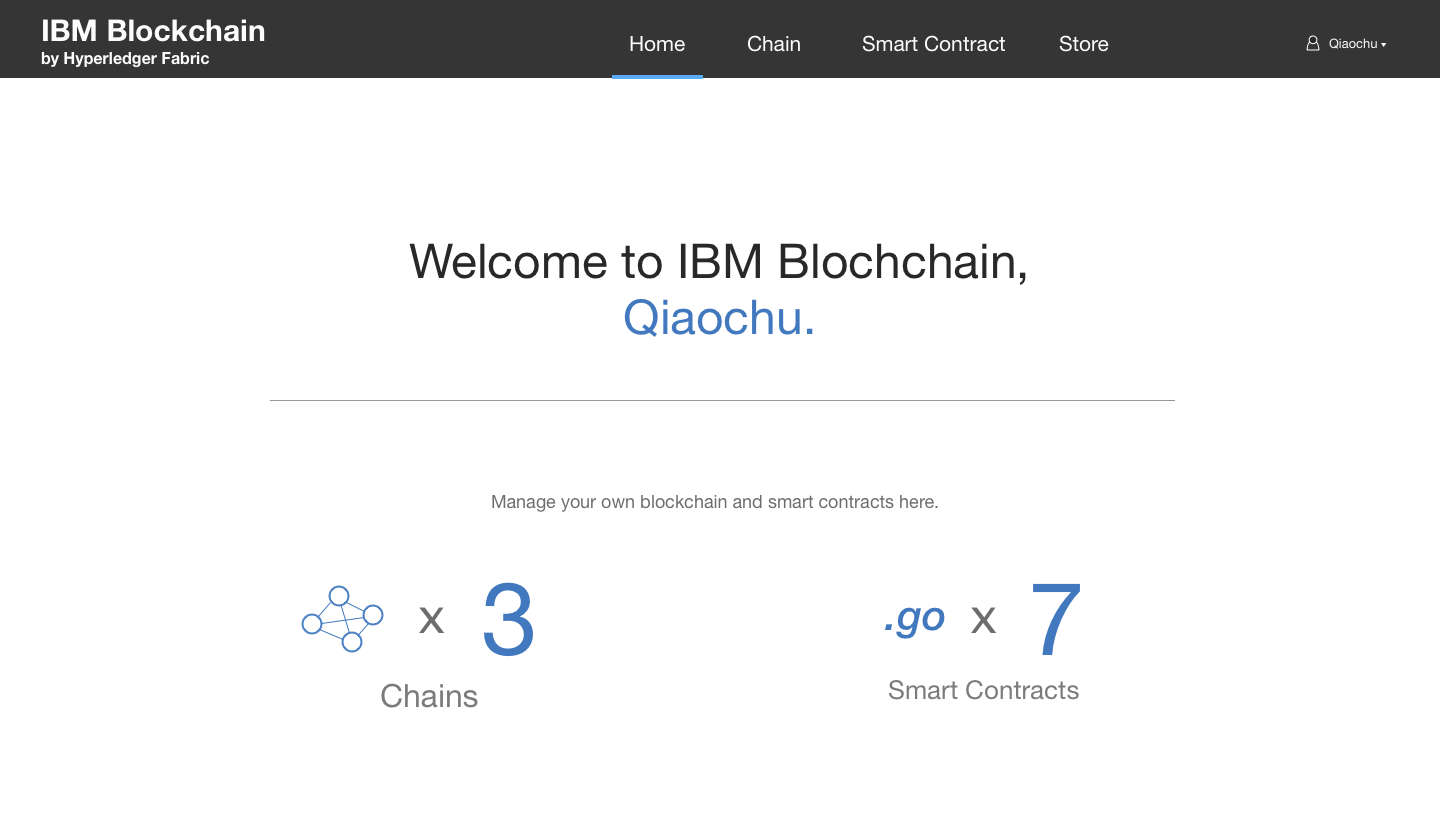 IBM Blockchain
by Hyperledger Fabric
Home
Chain
Smart Contract
Store
Qiaochu
Welcome to IBM Blochchain,
Qiaochu.
Manage your own blockchain and smart contracts here.
x 3
Chains
.go x 7
Smart Contracts